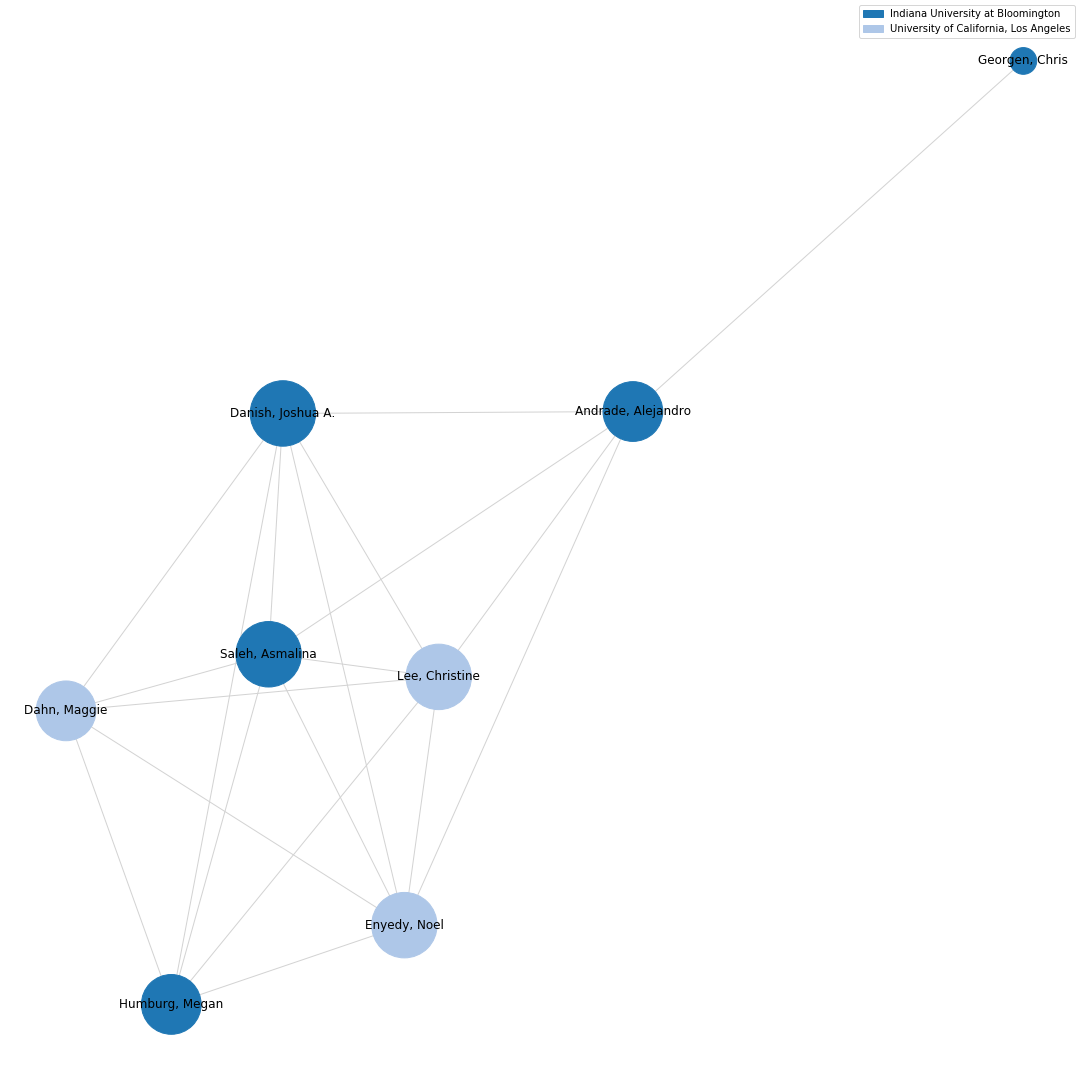 Indiana University at Bloomington
University of California, Los Angeles
Georgen, Chris
Danish, Joshua A.
Andrade, Alejandro
Saleh, Asmalina
Lee, Christine
Dahn, Maggie
Enyedy, Noel
Humburg, Megan